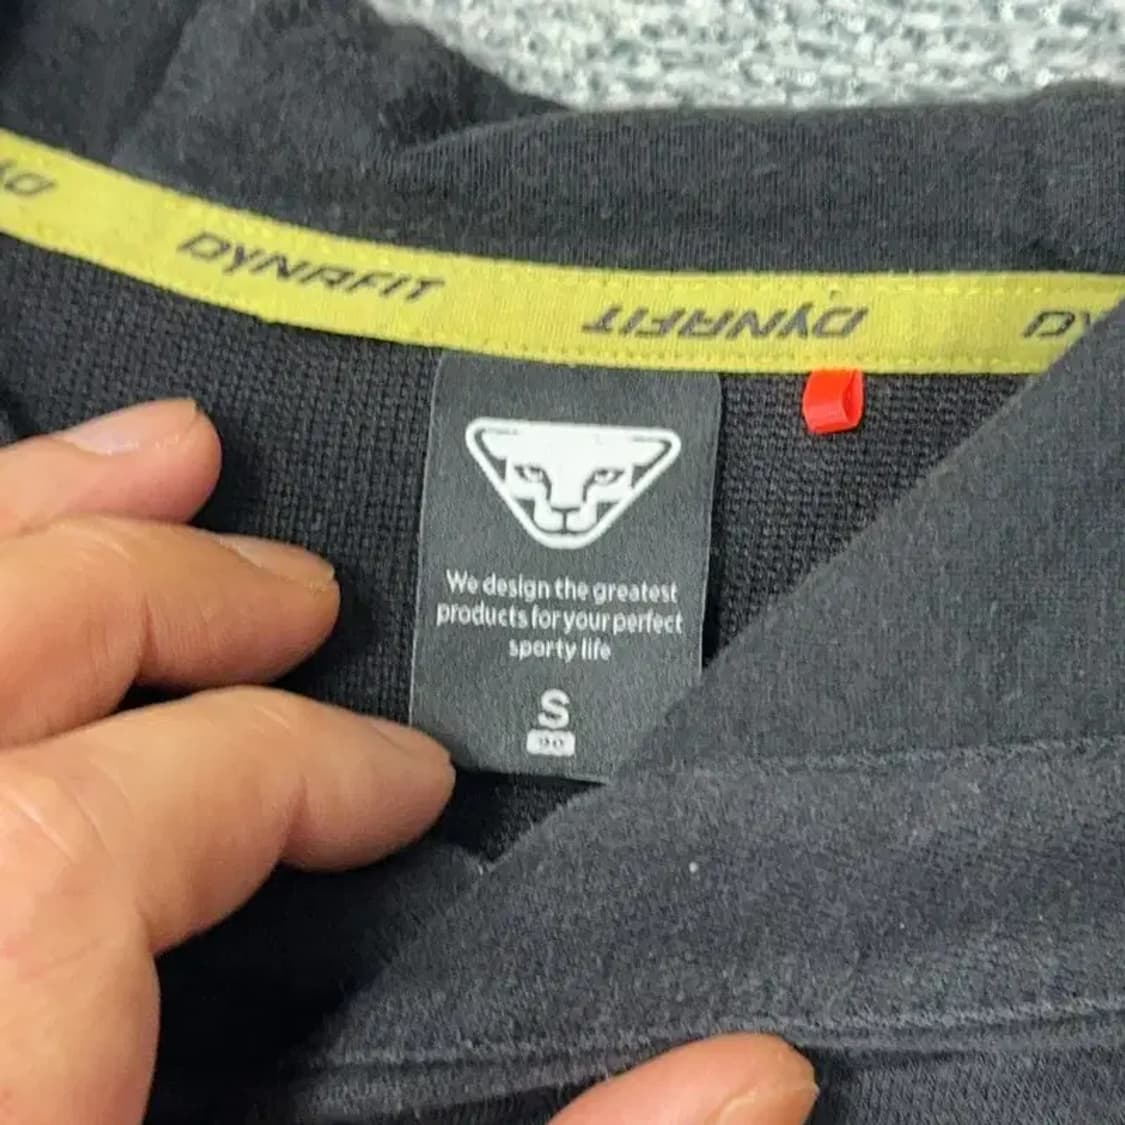 DYNAFIT
DYNAFIT
We design the greatest
products for your perfect
sporty life
S